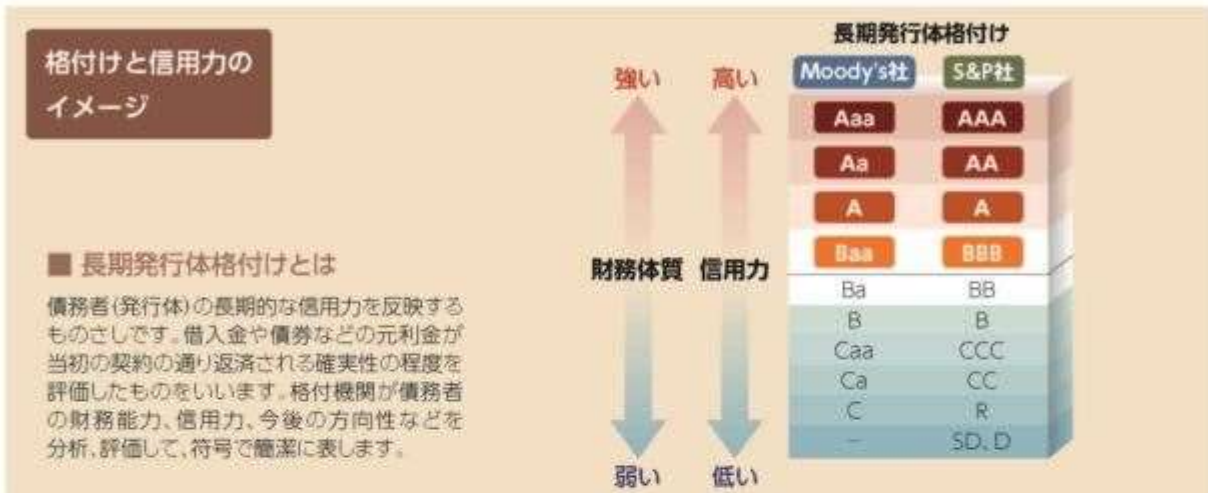 格付けと信用力の
イメージ
■ 長期発行体格付けとは
債務者(発行体)の長期的な信用力を反映する
ものさしです。借入金や債券などの元利金が
当初の契約の通り返済される確実性の程度を
評価したものをいいます。格付機関が債務者
の財務能力、信用力、今後の方向性などを
分析、評価して、符号で簡潔に表します。
強い 高い
財務体質 信用力
弱い 低い
長期発行体格付け
Moody's社 S&P社
Aaa AAA
Aa AA
A A
Baa BBB
Ba BB
B B
Caa CCC
Ca CC
C R
− SD、D